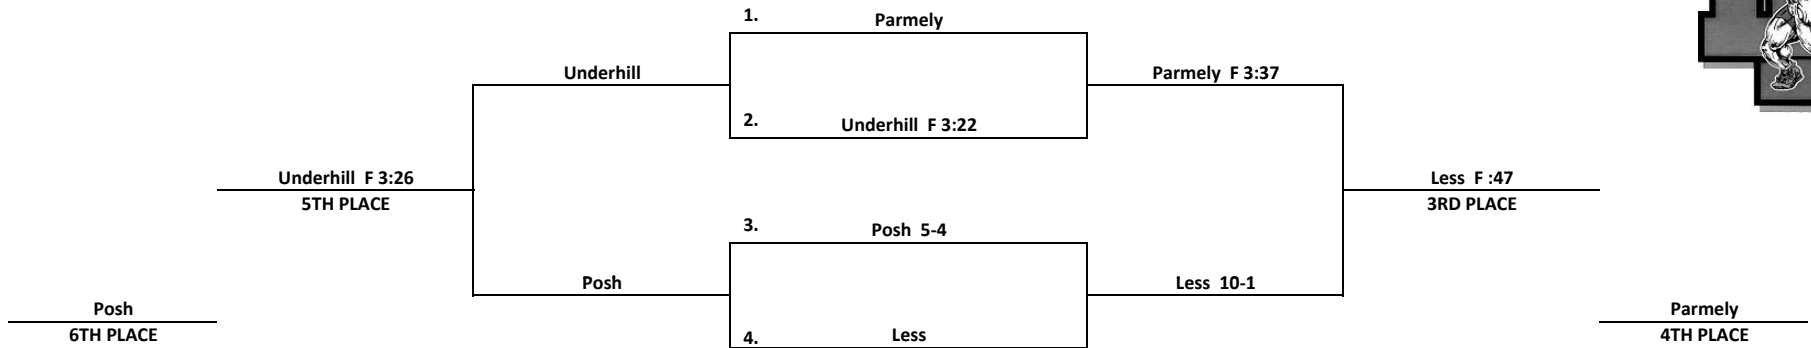 1.
Parmely
Underhill
Parmely F 3:37
2.
Underhill F 3:22
Underhill F 3:26
5TH PLACE
Less F :47
3RD PLACE
3.
Posh 5-4
Posh
Less 10-1
Posh
6TH PLACE
4.
Less
Parmely
4TH PLACE